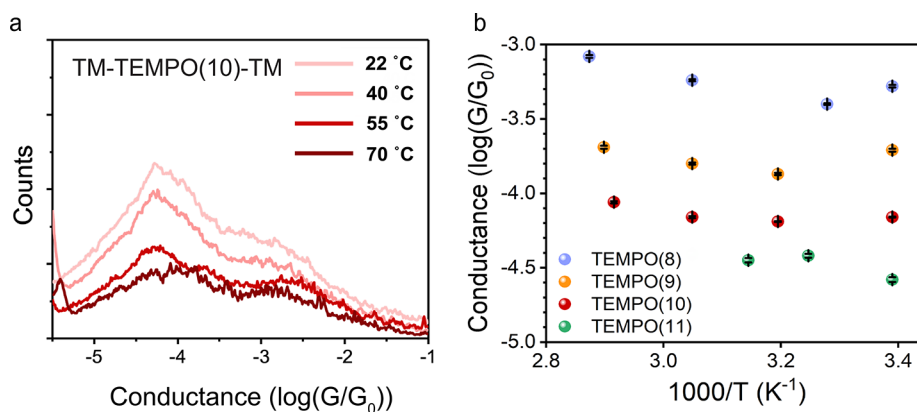 a
TM-TEMPO(10)-TM
22 ˚C
40 ˚C
55 ˚C
70 ˚C
Counts
-5 -4 -3 -2 -1
Conductance (log(G/G₀))
b
Conductance (log(G/G₀))
-3.0
-3.5
-4.0
-4.5
-5.0
TEMPO(8)
TEMPO(9)
TEMPO(10)
TEMPO(11)
2.8 3.0 3.2 3.4
1000/T (K⁻¹)